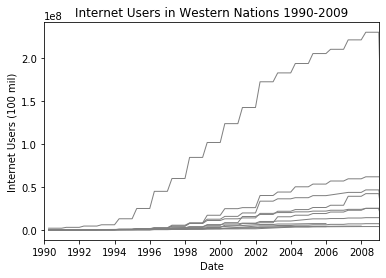 Internet Users in Western Nations 1990-2009
1e8
2.0
1.5
1.0
0.5
0.0
Internet Users (100 mil)
1990 1992 1994 1996 1998 2000 2002 2004 2006 2008
Date